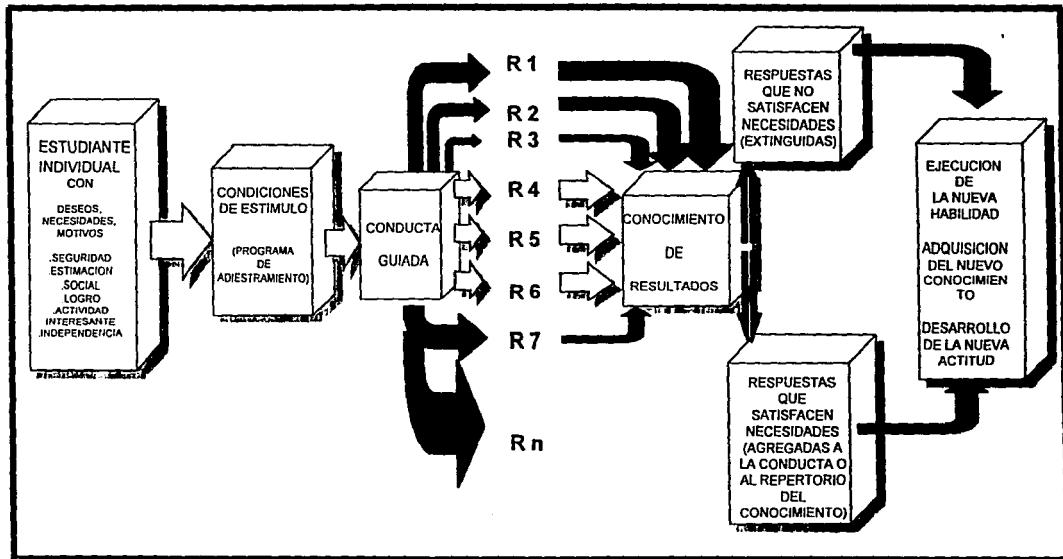 ESTUDIANTE
INDIVIDUAL
CON
DESEOS,
NECESIDADES,
MOTIVOS
.SEGURIDAD
.ESTIMACION
.SOCIAL
LOGRO
.ACTIVIDAD
INTERESANTE
.INDEPENDENCIA
CONDICIONES
DE ESTIMULO
(PROGRAMA
DE
ADIESTRAMIENTO)
CONDUCTA
GUIADA
R 1
R 2
R 3
R 4
R 5
R 6
R 7
R n
CONOCIMIENTO
DE
RESULTADOS
RESPUESTAS
QUE NO
SATISFACEN
NECESIDADES
(EXTINGUIDAS)
RESPUESTAS
QUE
SATISFACEN
NECESIDADES
(AGREGADAS A
LA CONDUCTA O
AL REPERTORIO
DEL
CONOCIMIENTO)
EJECUCION
DE
LA NUEVA
HABILIDAD
ADQUISICION
DEL NUEVO
CONOCIMIENT
O
DESARROLLO
DE LA NUEVA
ACTITUD